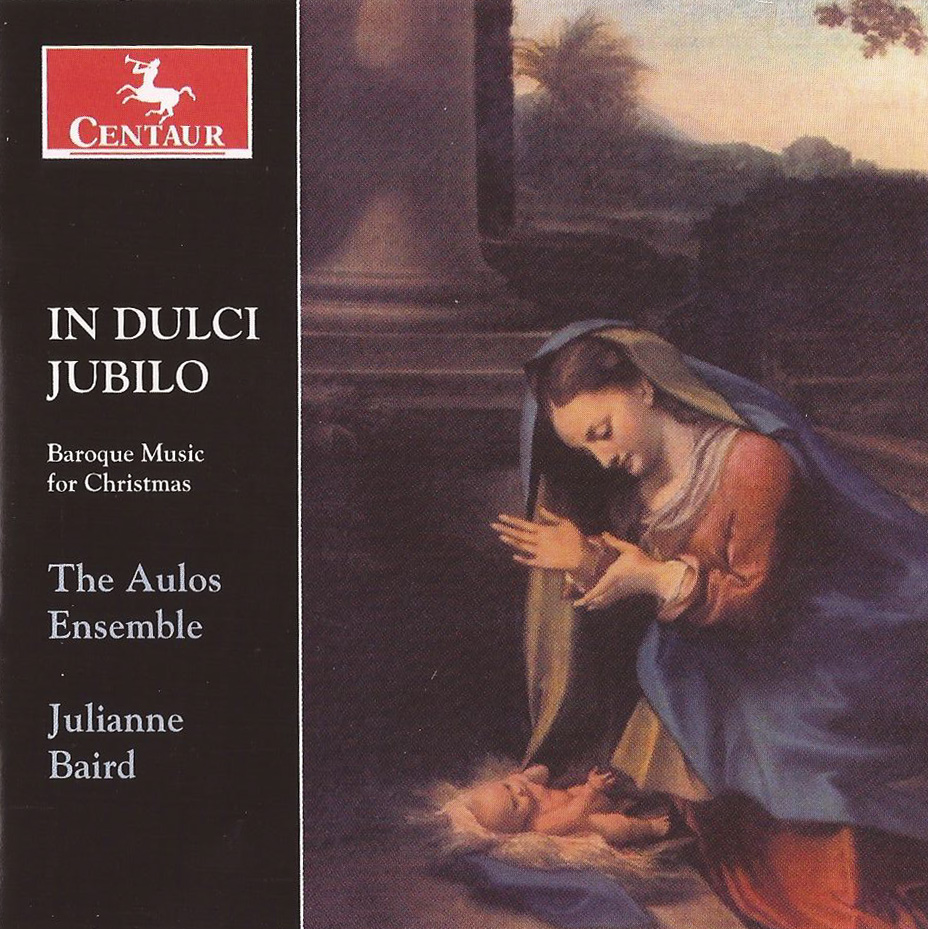 CENTAUR
IN DULCI
JUBILO
Baroque Music
for Christmas
The Aulos
Ensemble
Julianne
Baird